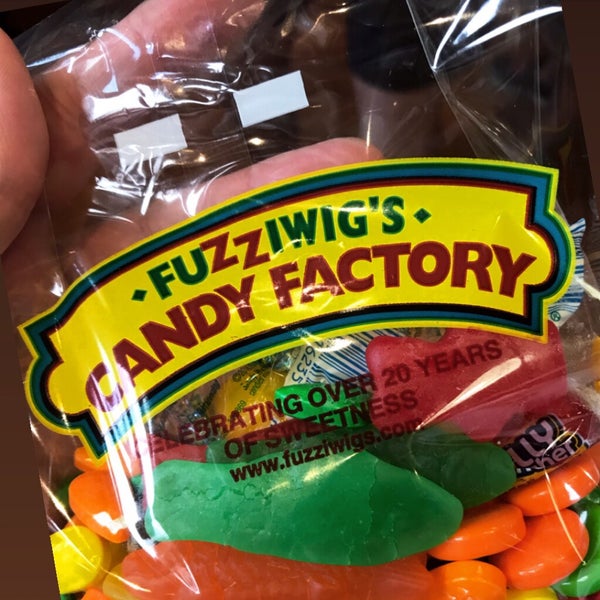 FUZZIWIG'S
CANDY FACTORY
CELEBRATING OVER 20 YEARS
OF SWEETNESS
www.fuzziwigs.com